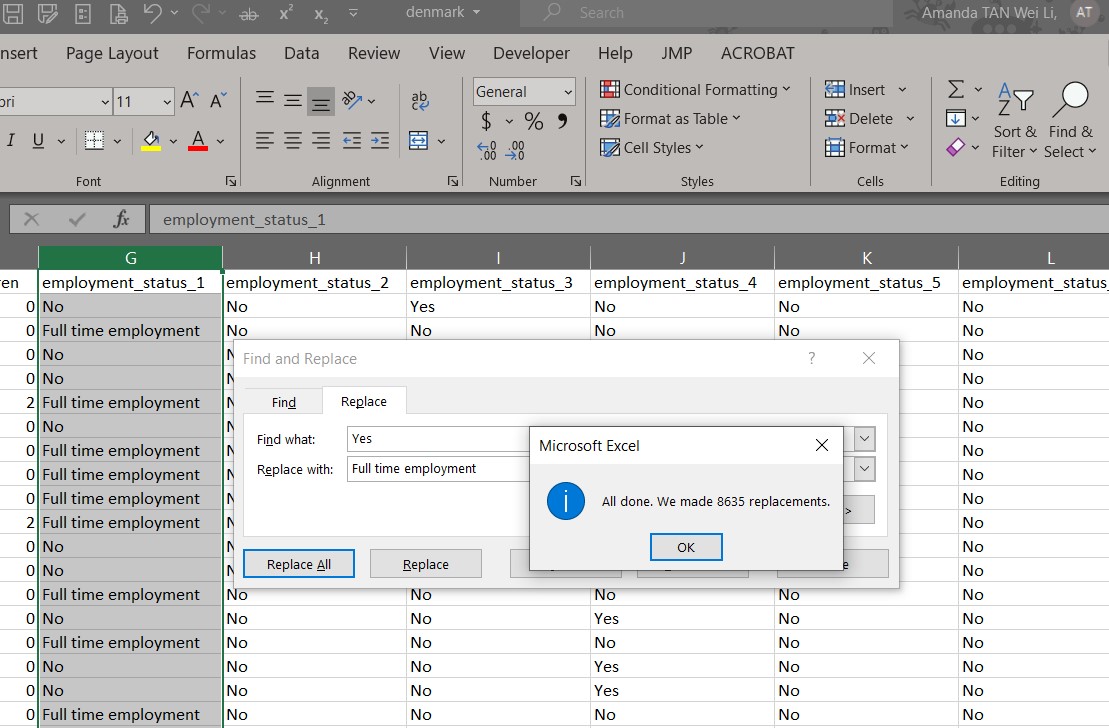 denmark
Search
Amanda TAN Wei Li,
AT
nsert Page Layout Formulas Data Review View Developer Help JMP ACROBAT
bri 11 A A ab General Conditional Formatting Insert
I U A $ % Format as Table Delete Sort & Find &
Cell Styles Format Filter Select
Font Alignment Number Styles Cells Editing
fx employment_status_1
G H I J K L
ren employment_status_1 employment_status_2 employment_status_3 employment_status_4 employment_status_5 employment_status_
0 No No Yes No No No
0 Full time employment No No No No No
0 No No
0 No No
2 Full time employment No
0 No No
0 Full time employment No
0 Full time employment No
0 Full time employment No
2 Full time employment No
0 No No
0 No No
0 Full time employment No No No No No
0 No No No Yes No No
0 Full time employment No No No No No
0 No No No Yes No No
0 No No No Yes No No
0 Full time employment No No No No No
Find and Replace ?
Find Replace
Find what: Yes
Replace with: Full time employment
Replace All Replace
Microsoft Excel
All done. We made 8635 replacements.
OK